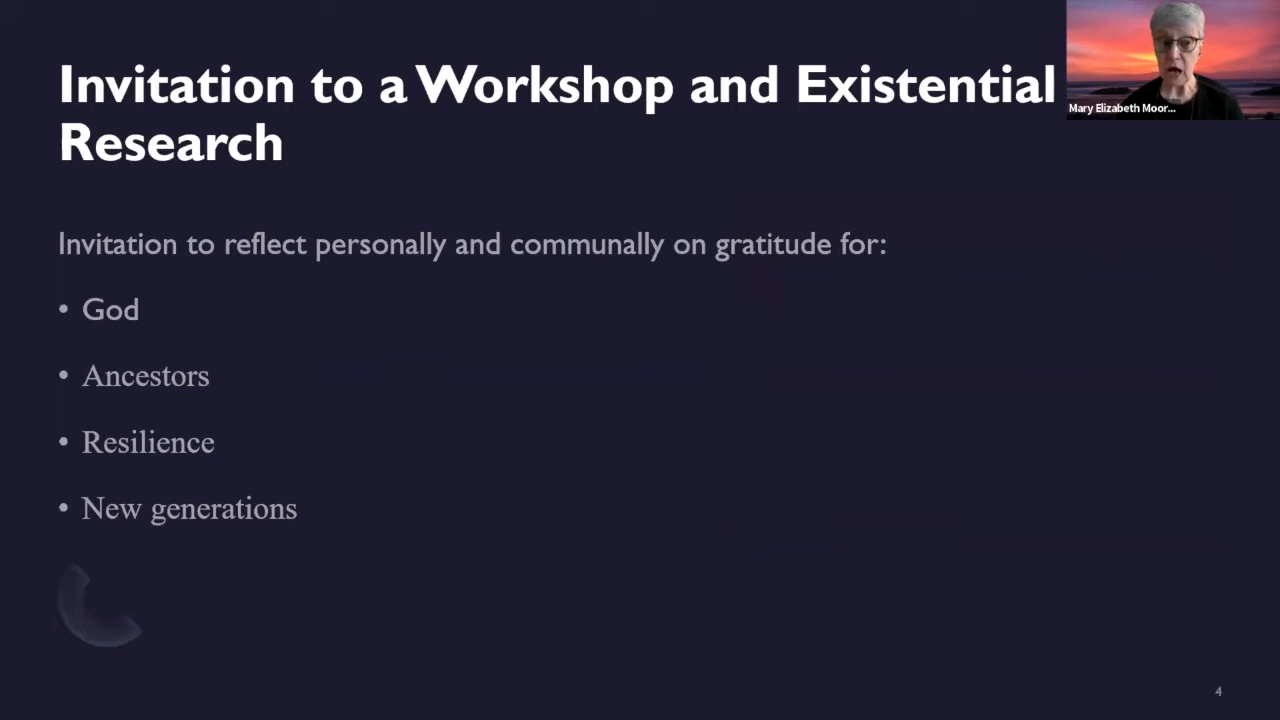 Invitation to a Workshop and Existential
Research
Mary Elizabeth Moor...
Invitation to reflect personally and communally on gratitude for:
• God
• Ancestors
• Resilience
• New generations
4